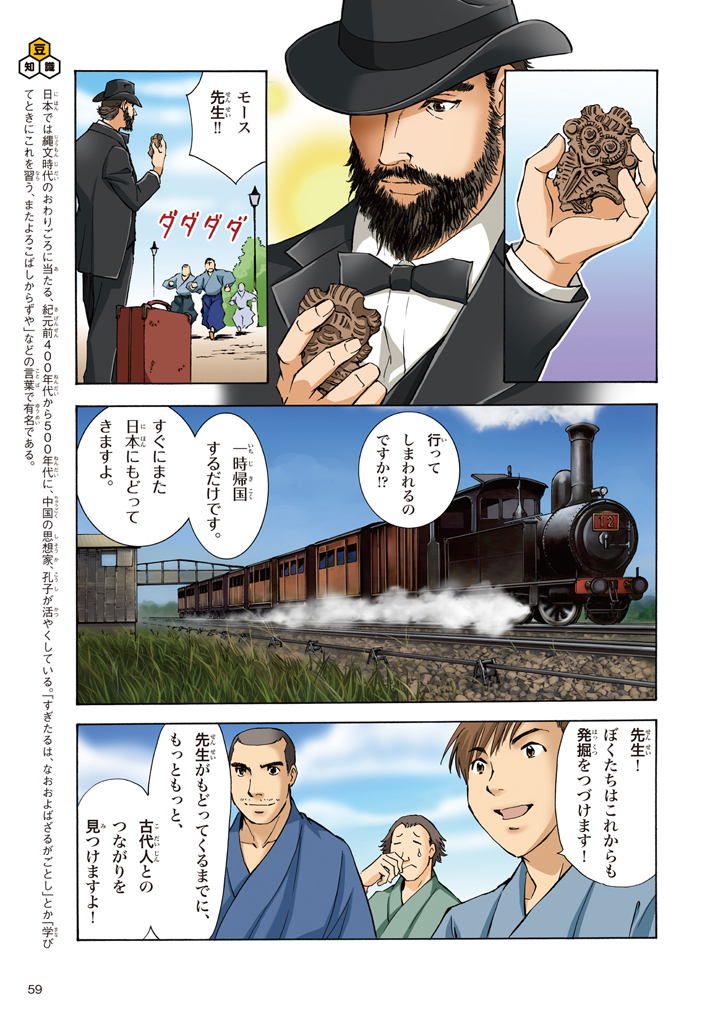 豆
知識
日本では縄文時代のおわりごろに当たる、紀元前400年代から500年代に、中国の思想家、孔子が活やくしている。「すぎたるは、なおおよばざるがごとし」とか「学び
てときにこれを習う、またよろこばしからずや」などの言葉で有名である。
モース
先生!!
ダダダダ
行って
しまわれるの
ですか!?
一時帰国
するだけです。
すぐにまた
日本にもどって
きますよ。
12
先生!
ぼくたちはこれからも
発掘をつづけます!
先生がもどってくるまでに、
もっともっと、
古代人との
つながりを
見つけますよ!
59